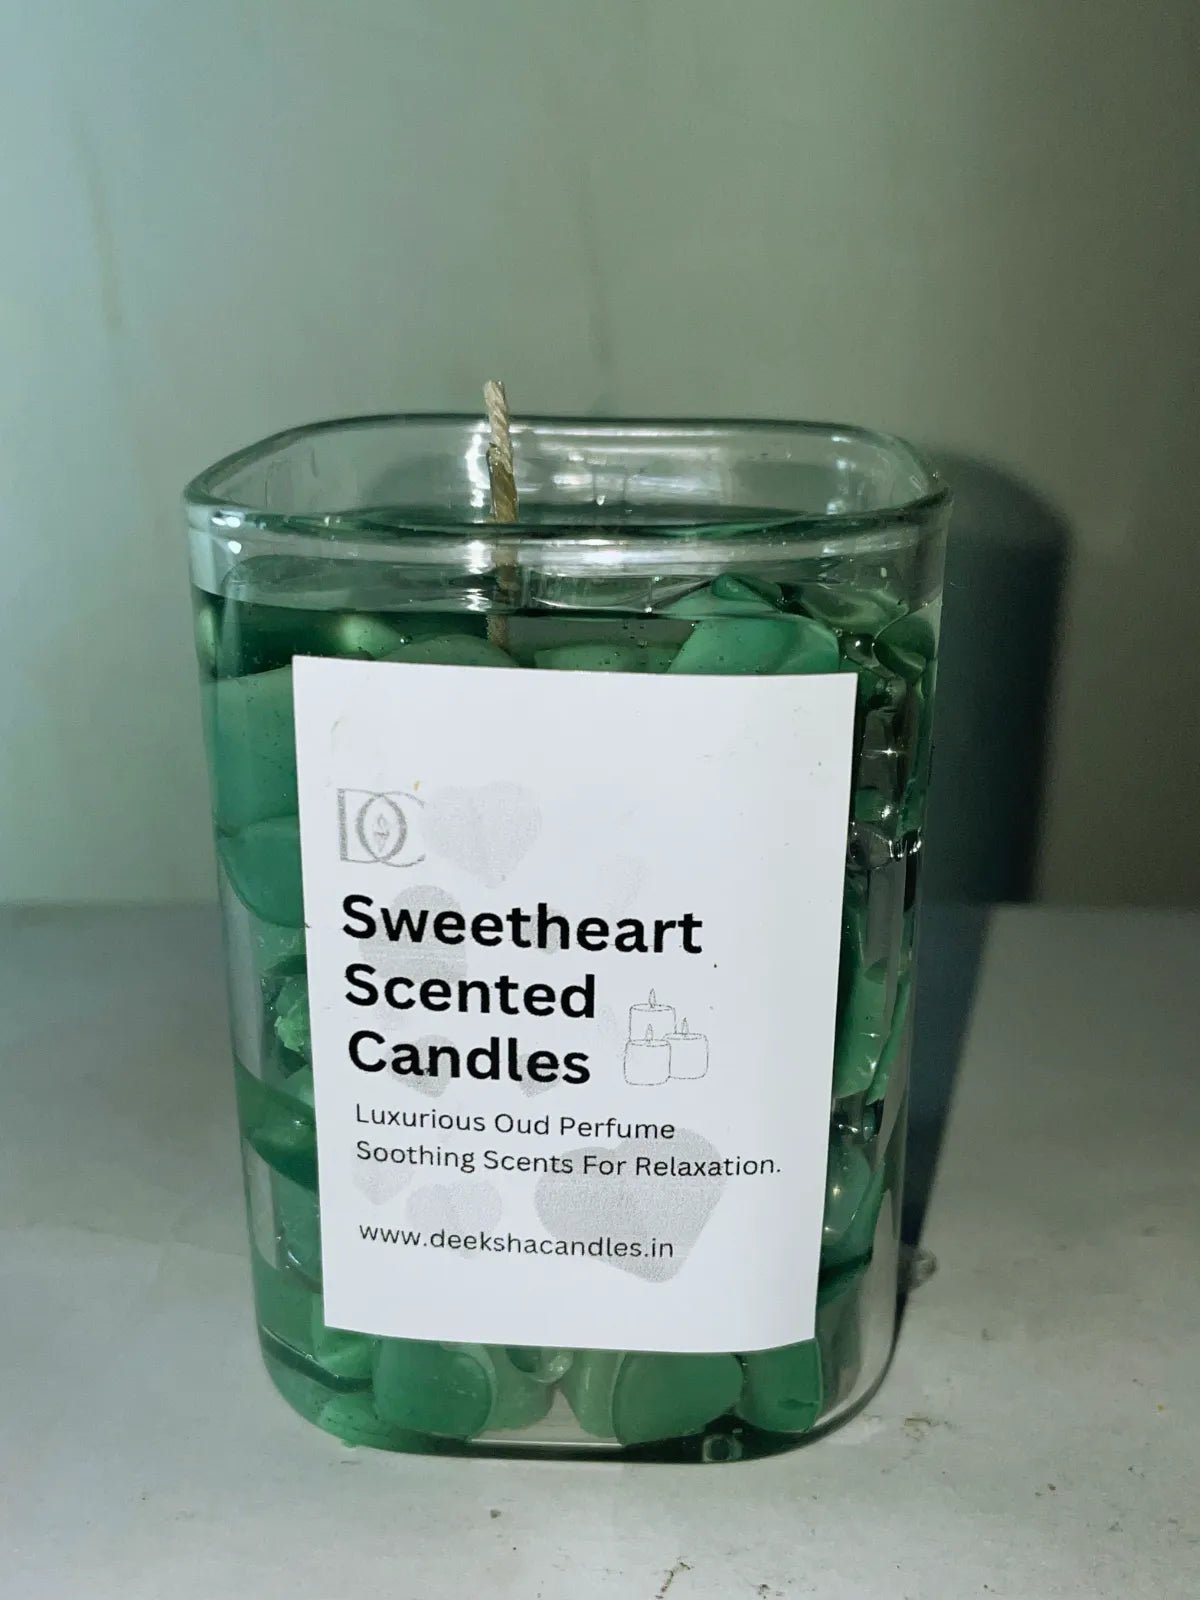 DC
Sweetheart
Scented
Candles
Luxurious Oud Perfume
Soothing Scents For Relaxation.
www.deekshacandles.in